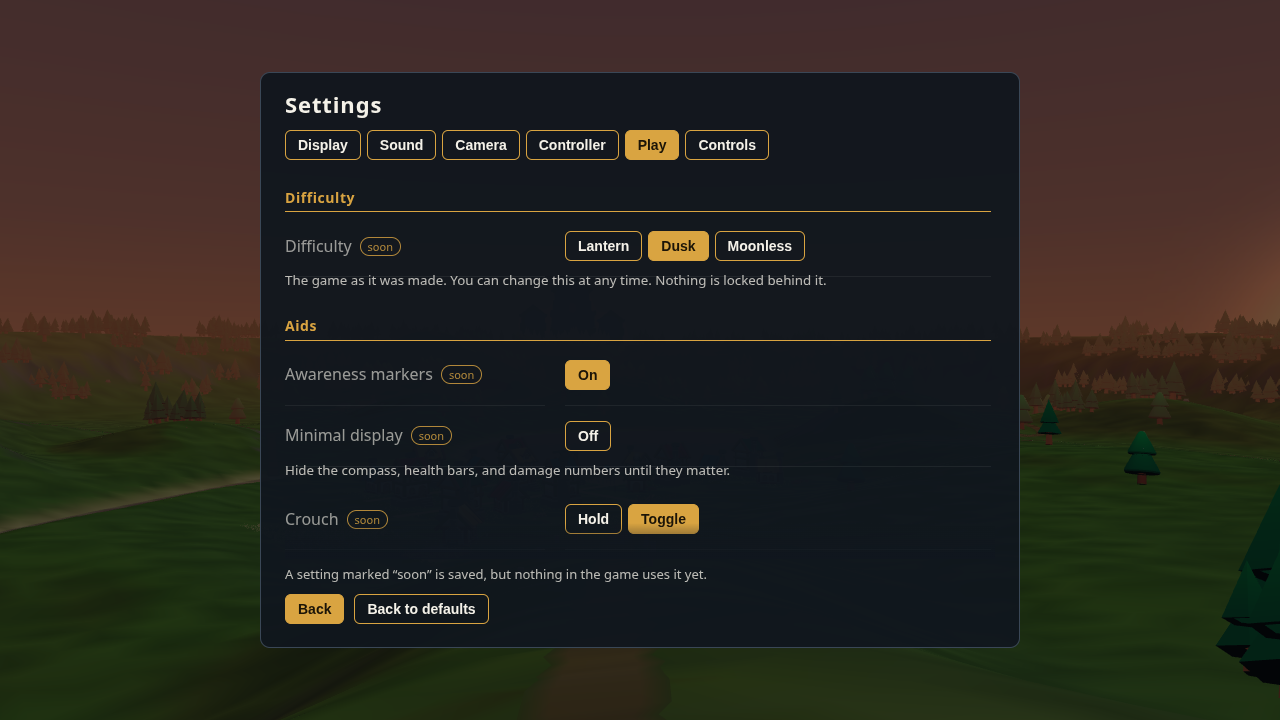 Settings
Display Sound Camera Controller Play Controls
Difficulty
Difficulty soon Lantern Dusk Moonless
The game as it was made. You can change this at any time. Nothing is locked behind it.
Aids
Awareness markers soon On
Minimal display soon Off
Hide the compass, health bars, and damage numbers until they matter.
Crouch soon Hold Toggle
A setting marked “soon” is saved, but nothing in the game uses it yet.
Back Back to defaults